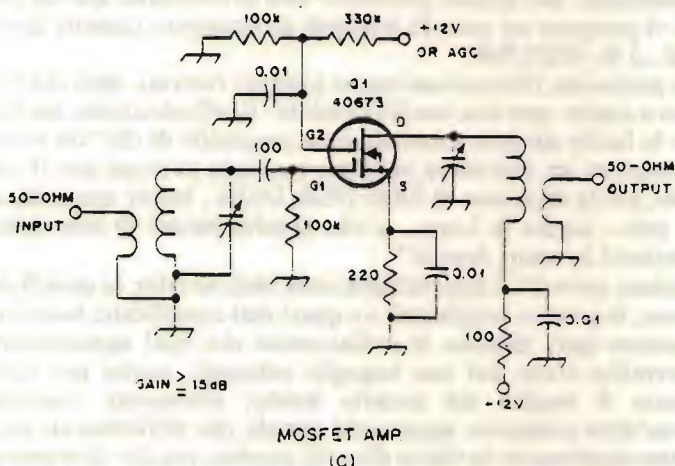 100k
330k
+12V
OR AGC
0.01
Q1
40673
D
G2
50-OHM
INPUT
100
G1
S
50-OHM
OUTPUT
100k
220
0.01
100
0.01
GAIN ≥ 15dB
+12V
MOSFET AMP.
(C)